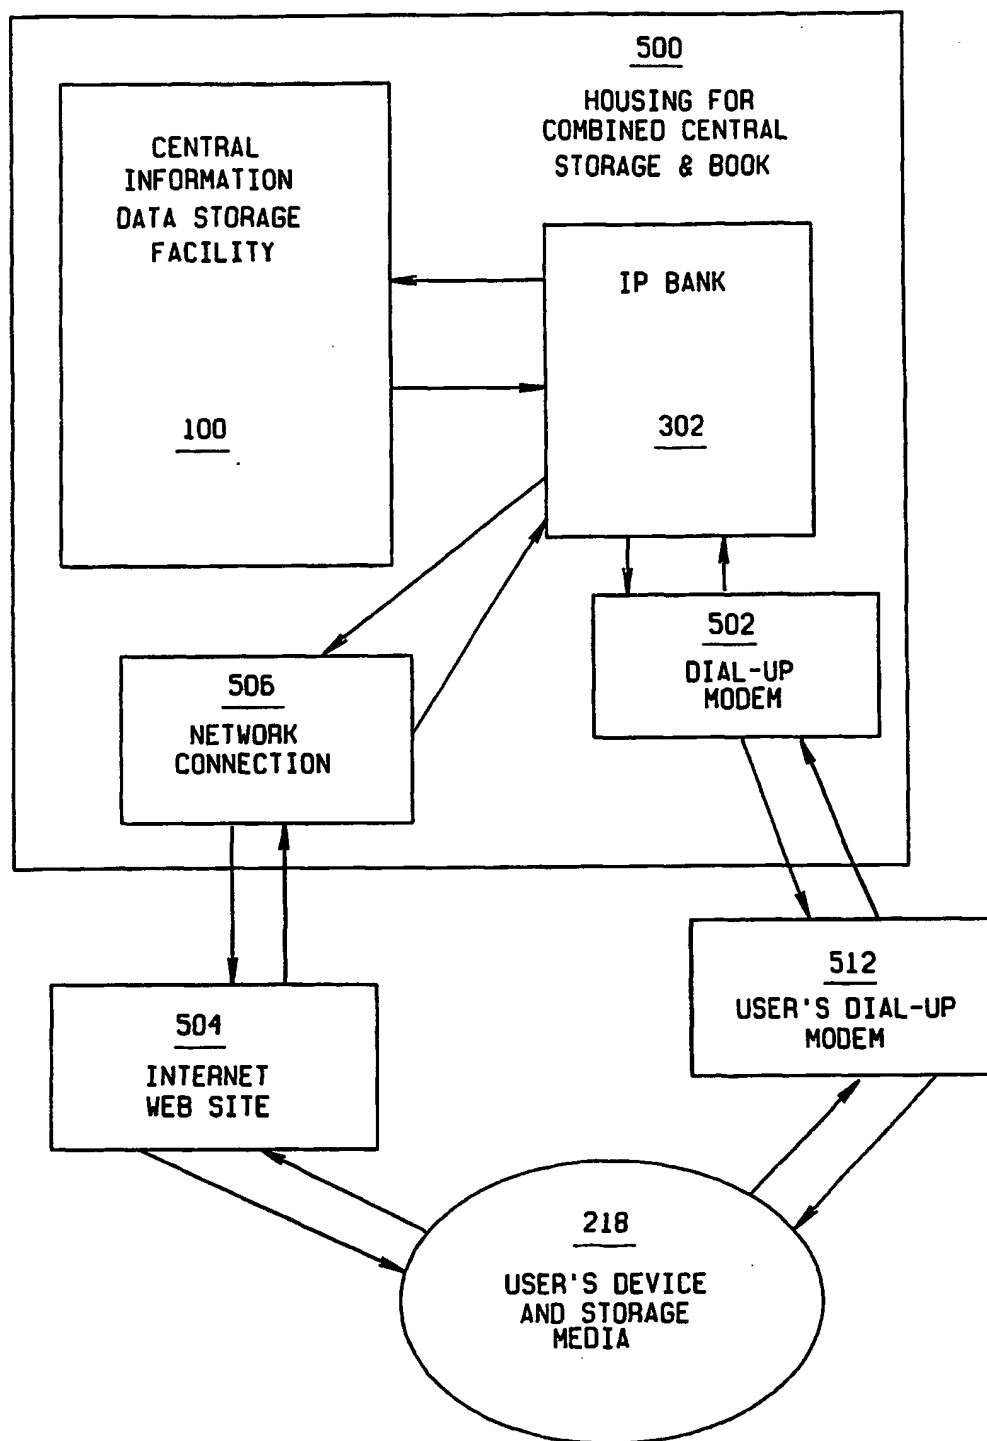 500
HOUSING FOR
COMBINED CENTRAL
STORAGE & BOOK
CENTRAL
INFORMATION
DATA STORAGE
FACILITY
100
IP BANK
302
502
DIAL-UP
MODEM
506
NETWORK
CONNECTION
512
USER'S DIAL-UP
MODEM
504
INTERNET
WEB SITE
218
USER'S DEVICE
AND STORAGE
MEDIA